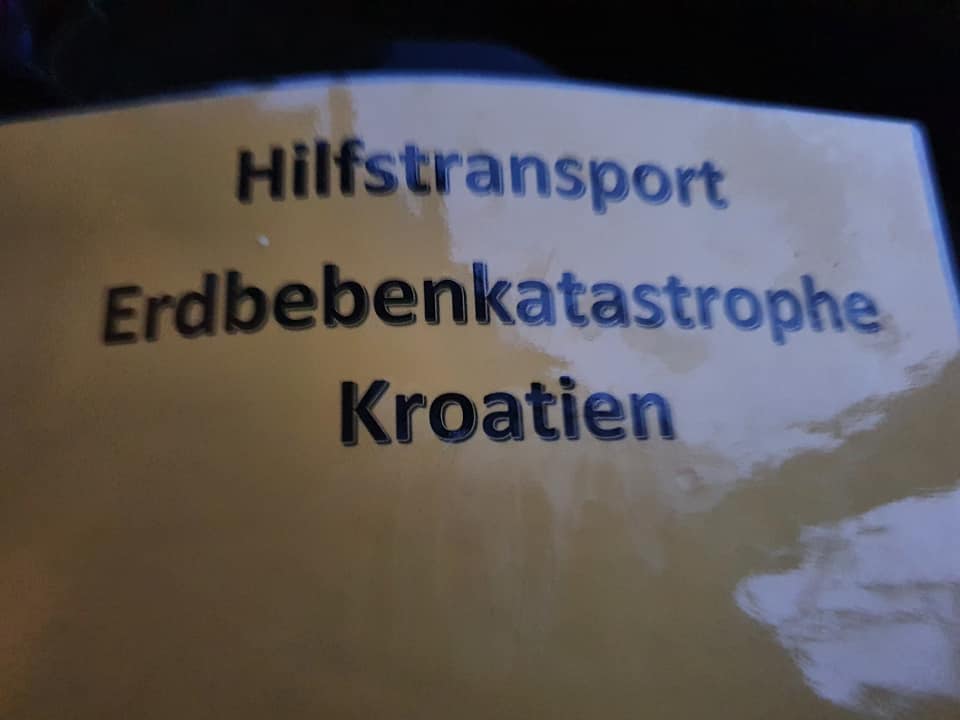 Hilfstransport
Erdbebenkatastrophe
Kroatien